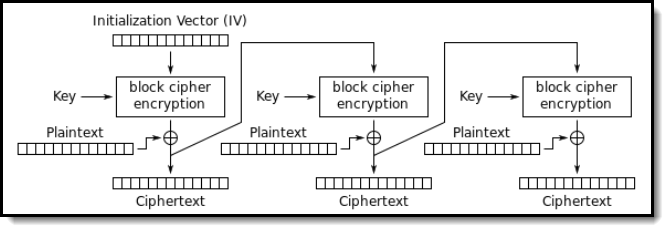 Initialization Vector (IV)
Key
block cipher
encryption
Key
block cipher
encryption
Key
block cipher
encryption
Plaintext
Plaintext
Plaintext
Ciphertext
Ciphertext
Ciphertext